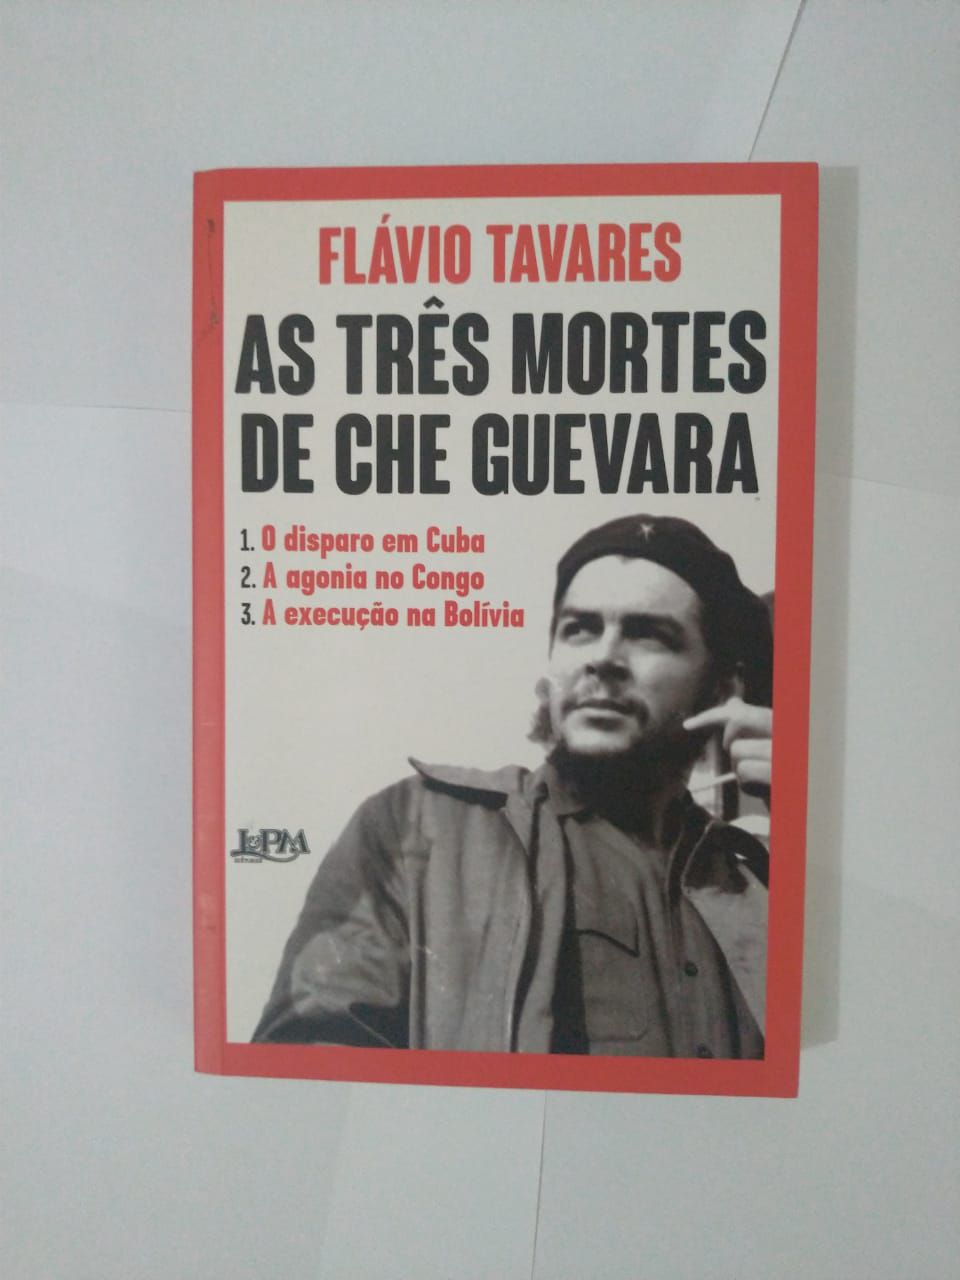 FLÁVIO TAVARES
AS TRÊS MORTES
DE CHE GUEVARA
1. O disparo em Cuba
2. A agonia no Congo
3. A execução na Bolívia
L&PM
EDITORES